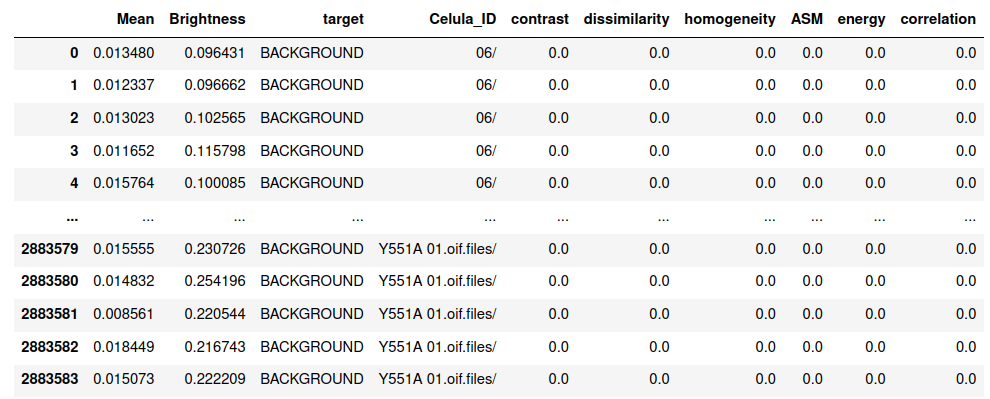 Mean Brightness target Celula_ID contrast dissimilarity homogeneity ASM energy correlation
0 0.013480 0.096431 BACKGROUND 06/ 0.0 0.0 0.0 0.0 0.0 0.0
1 0.012337 0.096662 BACKGROUND 06/ 0.0 0.0 0.0 0.0 0.0 0.0
2 0.013023 0.102565 BACKGROUND 06/ 0.0 0.0 0.0 0.0 0.0 0.0
3 0.011652 0.115798 BACKGROUND 06/ 0.0 0.0 0.0 0.0 0.0 0.0
4 0.015764 0.100085 BACKGROUND 06/ 0.0 0.0 0.0 0.0 0.0 0.0
... ... ... ... ... ... ... ... ... ... ...
2883579 0.015555 0.230726 BACKGROUND Y551A 01.oif.files/ 0.0 0.0 0.0 0.0 0.0 0.0
2883580 0.014832 0.254196 BACKGROUND Y551A 01.oif.files/ 0.0 0.0 0.0 0.0 0.0 0.0
2883581 0.008561 0.220544 BACKGROUND Y551A 01.oif.files/ 0.0 0.0 0.0 0.0 0.0 0.0
2883582 0.018449 0.216743 BACKGROUND Y551A 01.oif.files/ 0.0 0.0 0.0 0.0 0.0 0.0
2883583 0.015073 0.222209 BACKGROUND Y551A 01.oif.files/ 0.0 0.0 0.0 0.0 0.0 0.0